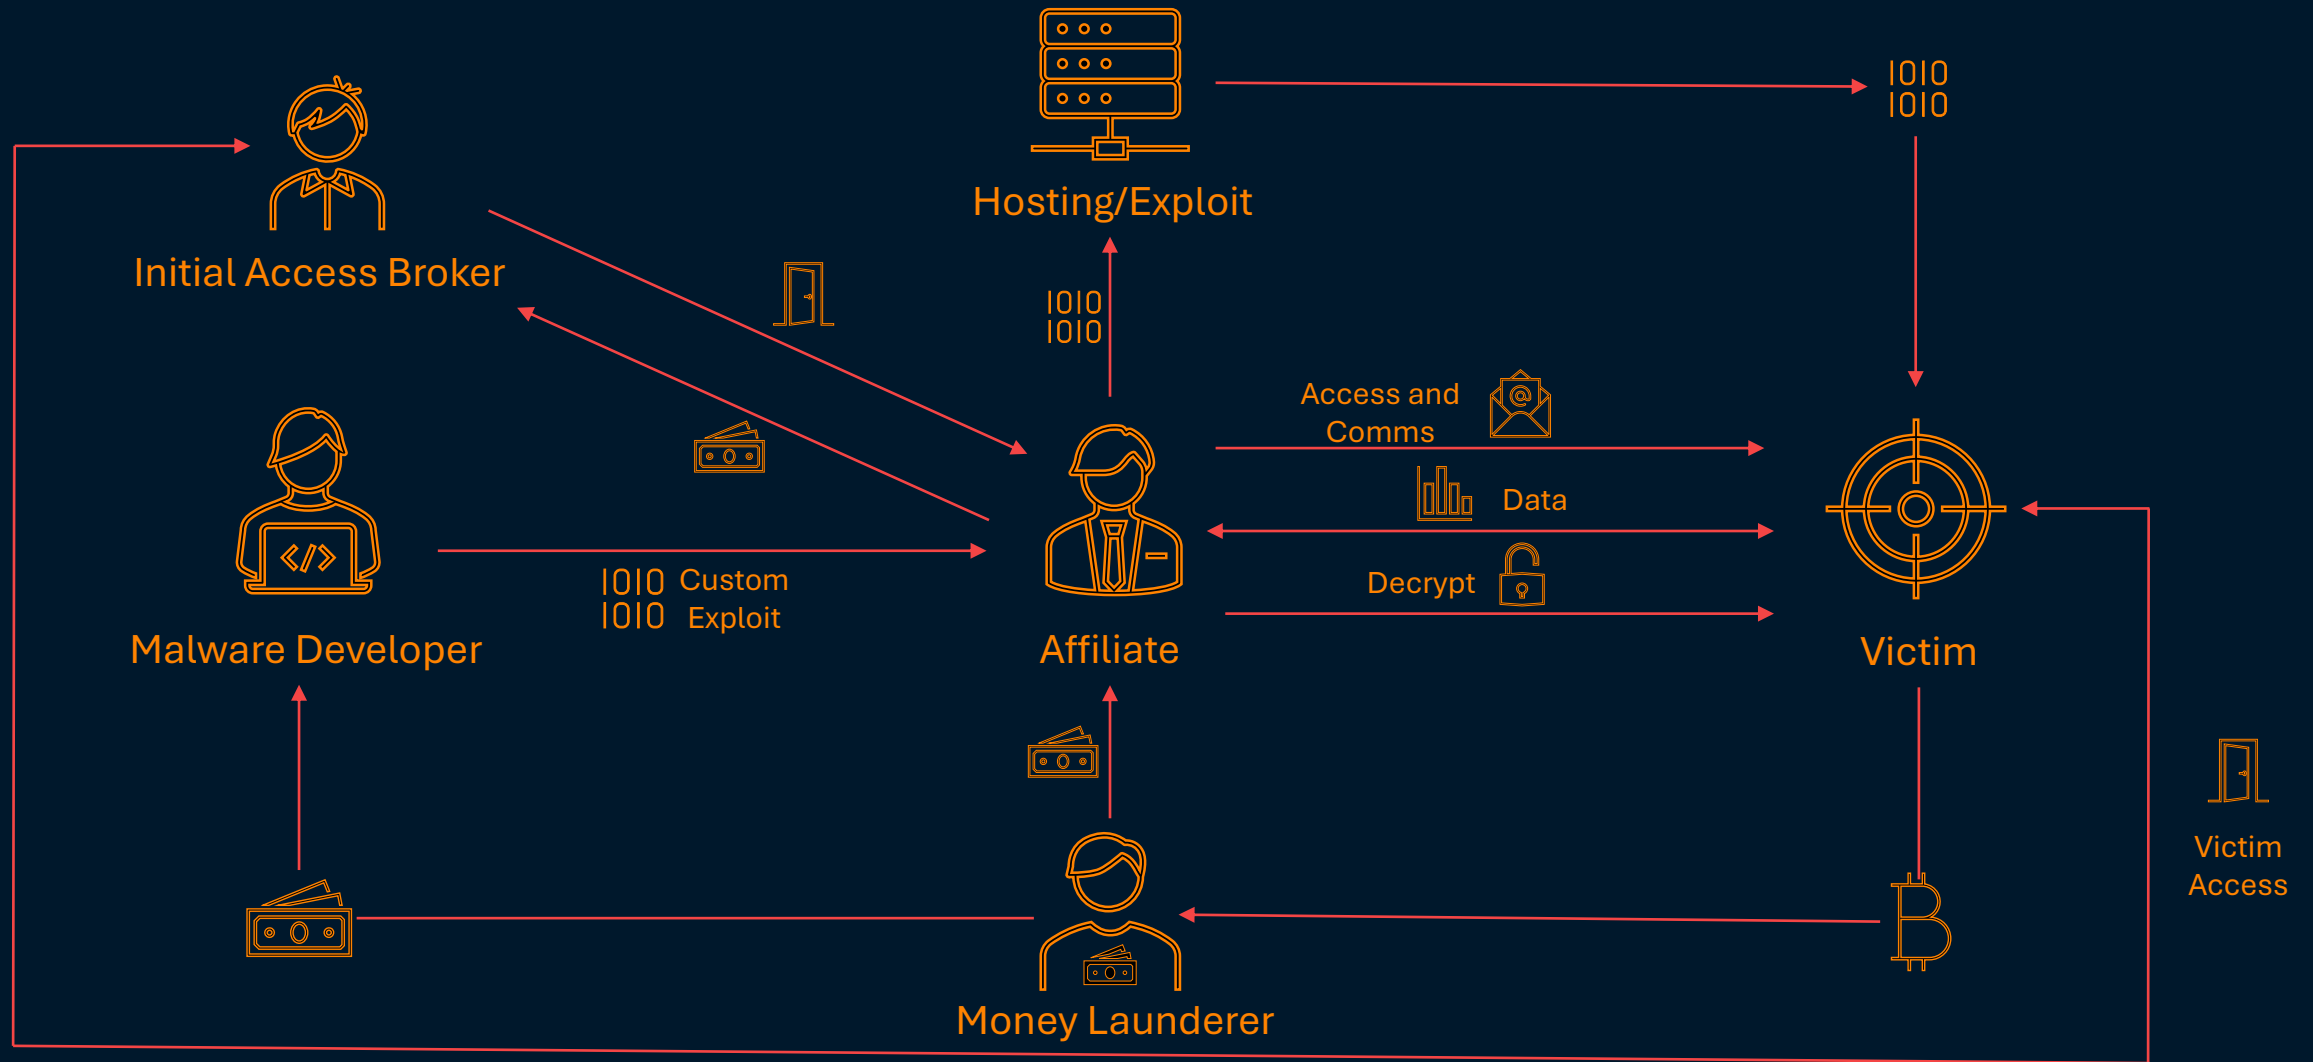 1010
1010
Hosting/Exploit
Initial Access Broker
1010
1010
Access and
Comms
Data
Decrypt
1010
1010
Custom
Exploit
Malware Developer
Affiliate
Victim
Victim
Access
Money Launderer